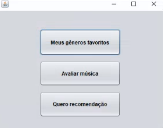 Meus gêneros favoritos
Avaliar música
Quero recomendação